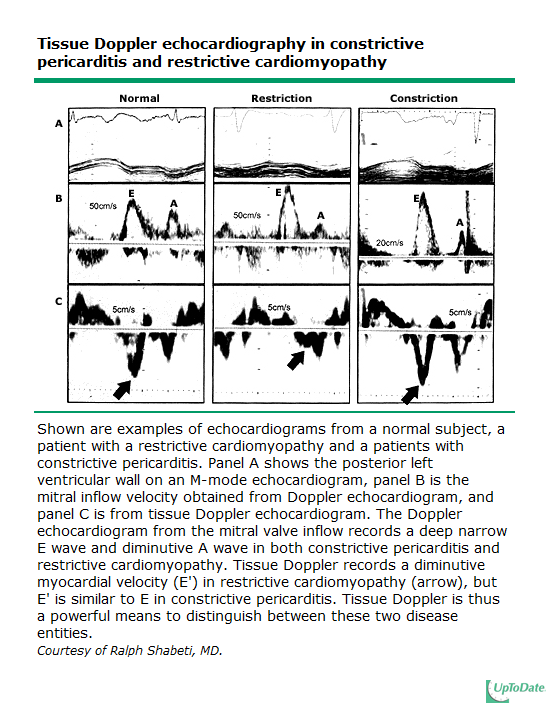 Tissue Doppler echocardiography in constrictive
pericarditis and restrictive cardiomyopathy
Normal Restriction Constriction
A
B
E
A
50cm/s
E
A
50cm/s
E
A
20cm/s
C
5cm/s
5cm/s
5cm/s
Shown are examples of echocardiograms from a normal subject, a
patient with a restrictive cardiomyopathy and a patients with
constrictive pericarditis. Panel A shows the posterior left
ventricular wall on an M-mode echocardiogram, panel B is the
mitral inflow velocity obtained from Doppler echocardiogram, and
panel C is from tissue Doppler echocardiogram. The Doppler
echocardiogram from the mitral valve inflow records a deep narrow
E wave and diminutive A wave in both constrictive pericarditis and
restrictive cardiomyopathy. Tissue Doppler records a diminutive
myocardial velocity (E') in restrictive cardiomyopathy (arrow), but
E' is similar to E in constrictive pericarditis. Tissue Doppler is thus
a powerful means to distinguish between these two disease
entities.
Courtesy of Ralph Shabeti, MD.
UpToDate